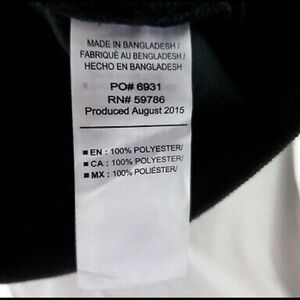 MADE IN BANGLADESH /
FABRIQUÉ AU BENGLADESH /
HECHO EN BANGLADESH
PO# 6931
RN# 59786
Produced August 2015
■ EN : 100% POLYESTER/
■ CA : 100% POLYESTER/
■ MX : 100% POLIÉSTER/